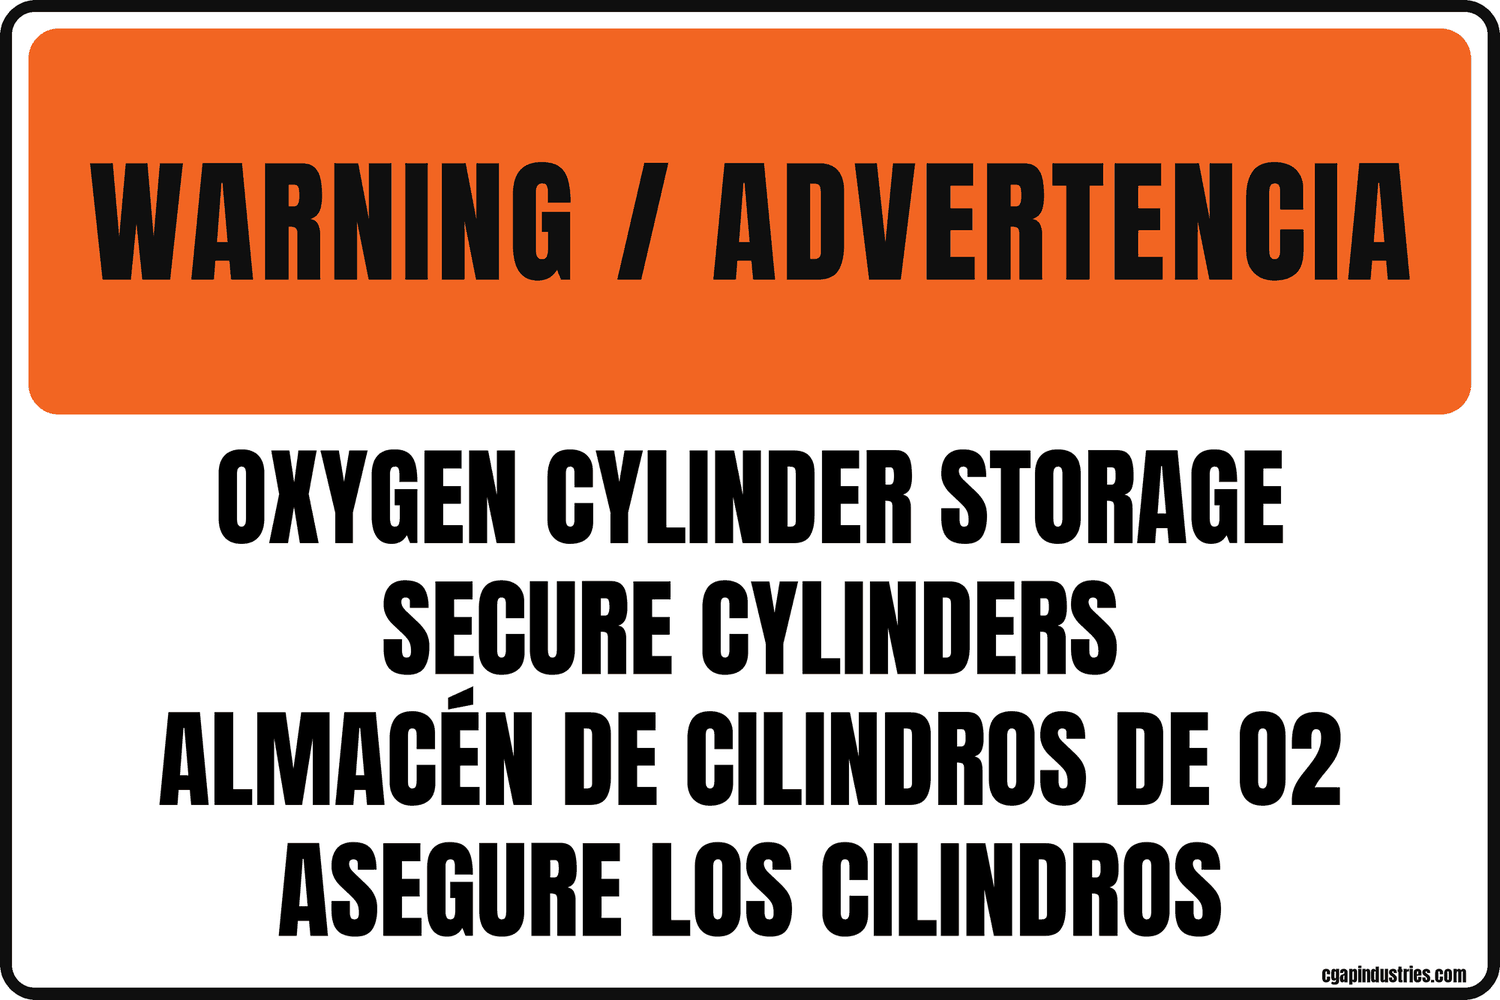 WARNING / ADVERTENCIA
OXYGEN CYLINDER STORAGE
SECURE CYLINDERS
ALMACÉN DE CILINDROS DE O2
ASEGURE LOS CILINDROS
cgapindustries.com